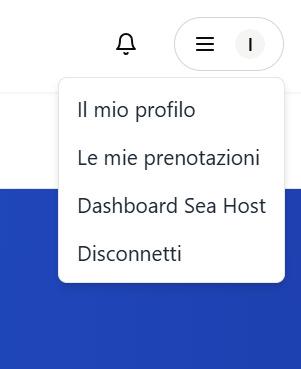 I
Il mio profilo
Le mie prenotazioni
Dashboard Sea Host
Disconnetti